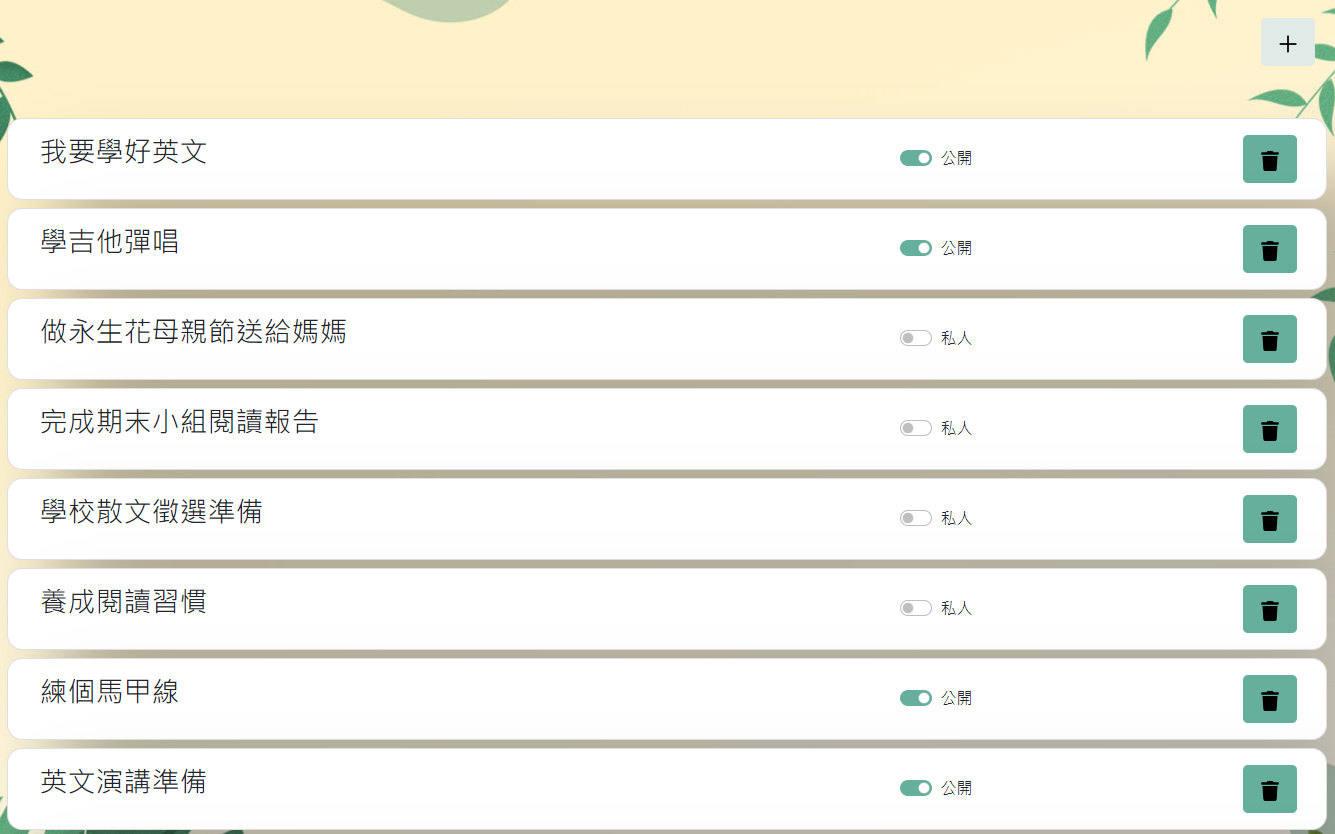 我要學好英文
公開
學吉他彈唱
公開
做永生花母親節送給媽媽
私人
完成期末小組閱讀報告
私人
學校散文徵選準備
私人
養成閱讀習慣
私人
練個馬甲線
公開
英文演講準備
公開